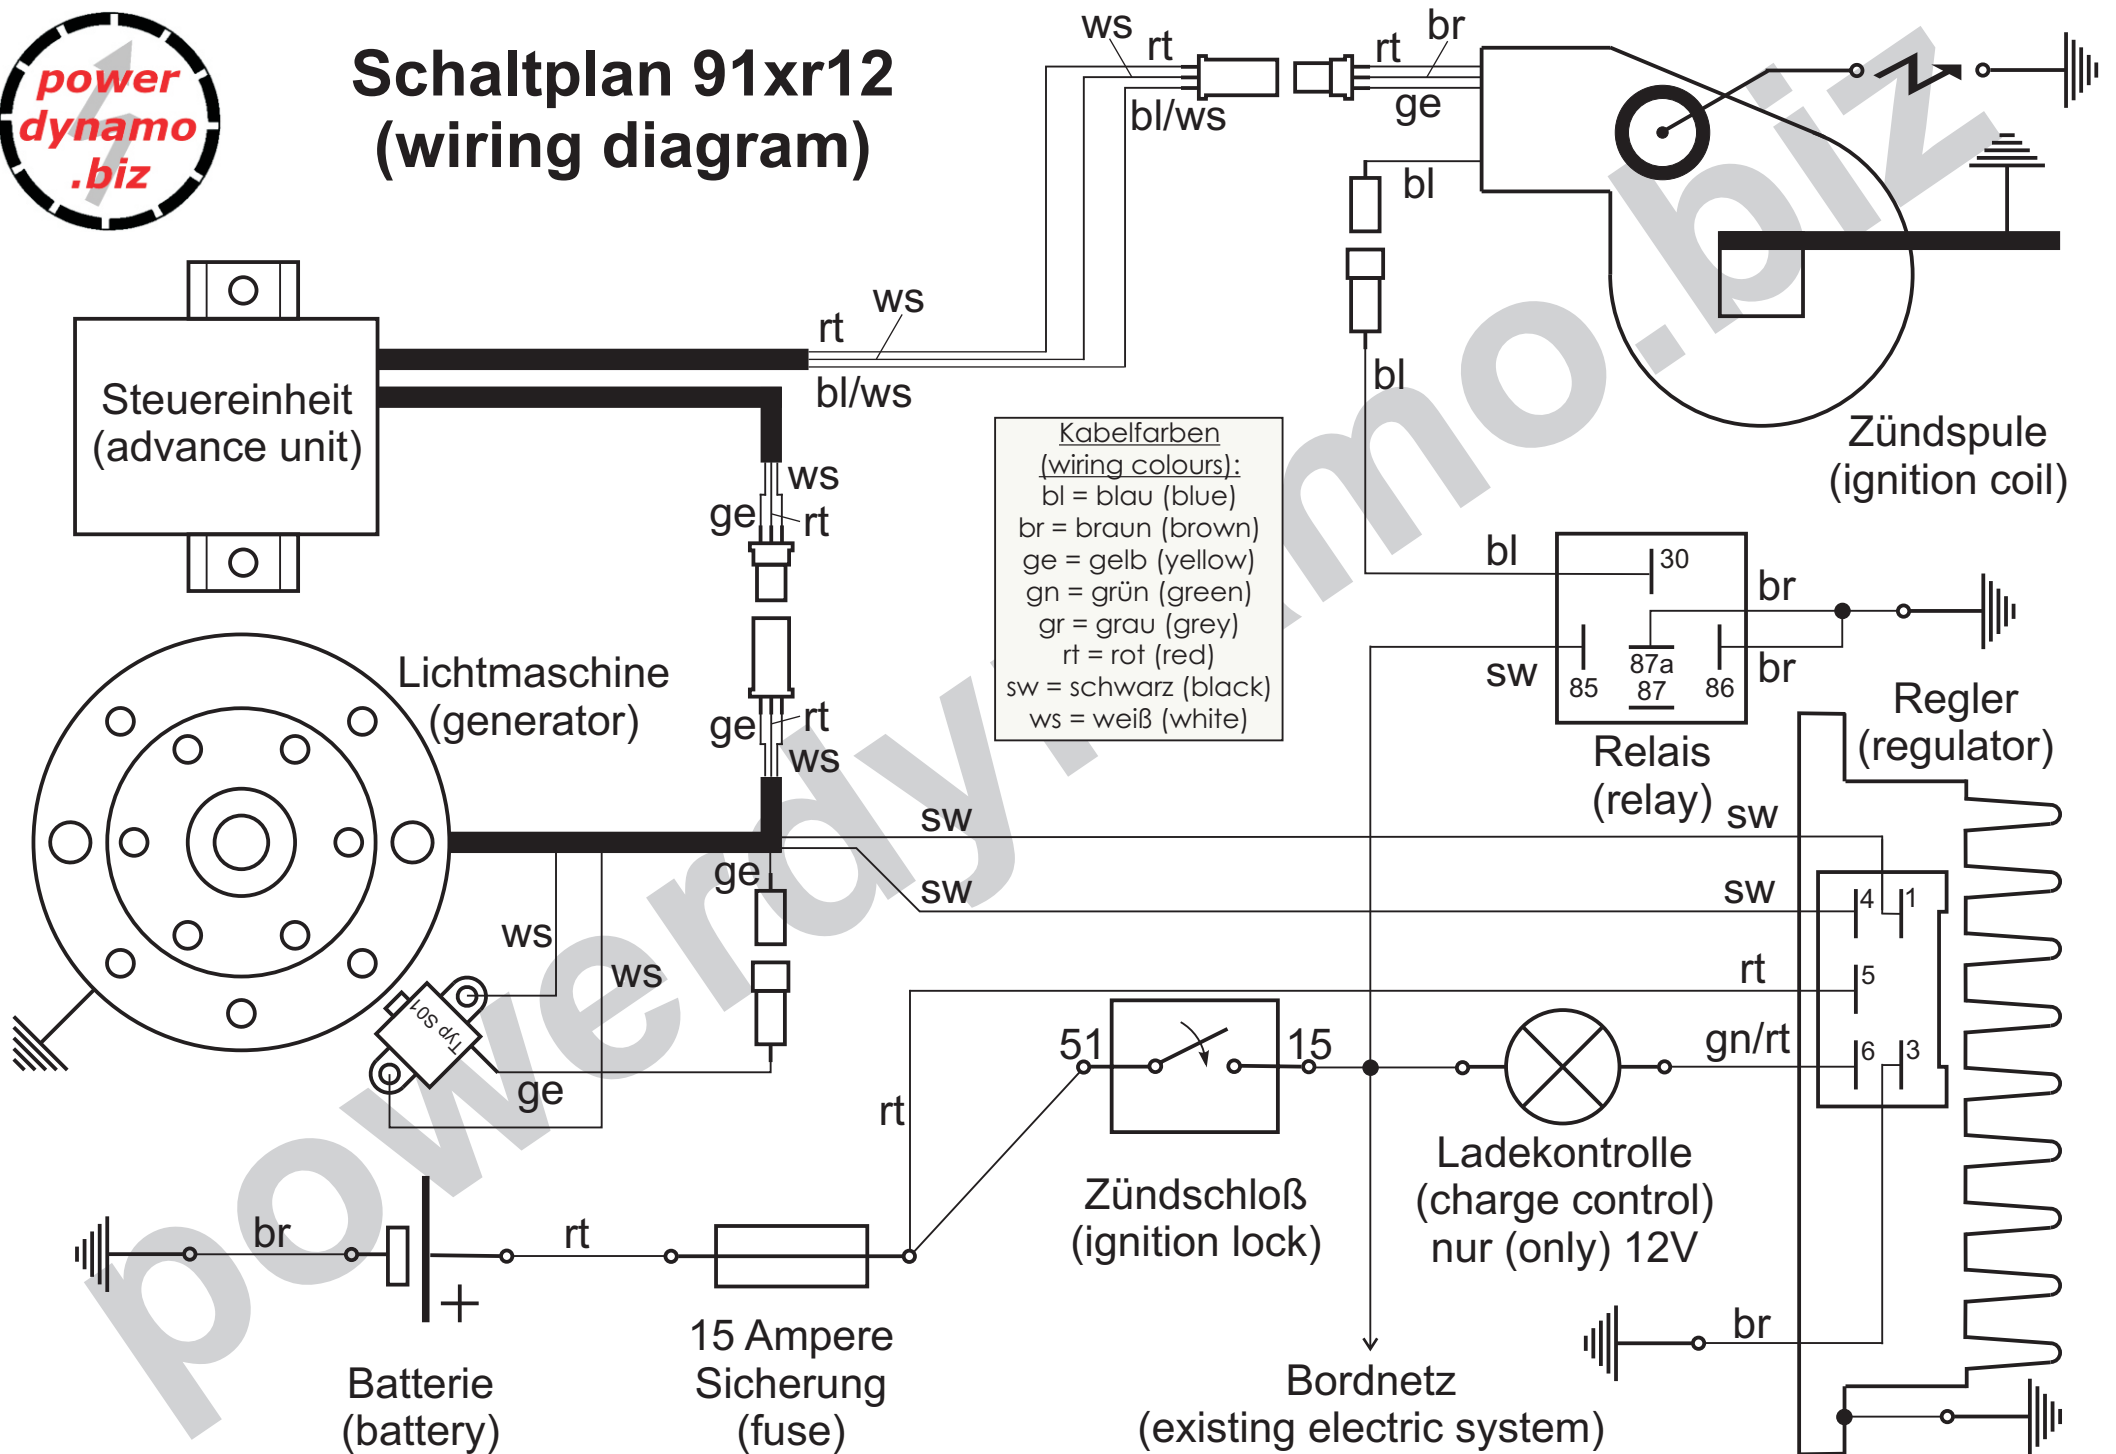 power
dynamo
.biz
Schaltplan 91xr12
(wiring diagram)
ws
rt
bl/ws
rt
br
ge
bl
bl
rt
ws
bl/ws
Steuereinheit
(advance unit)
ws
ge
rt
ge
rt
ws
Kabelfarben
(wiring colours):
bl = blau (blue)
br = braun (brown)
ge = gelb (yellow)
gn = grün (green)
gr = grau (grey)
rt = rot (red)
sw = schwarz (black)
ws = weiß (white)
Zündspule
(ignition coil)
bl
30
br
sw
85
87a
87
86
br
Relais
(relay)
Regler
(regulator)
Lichtmaschine
(generator)
sw
sw
ge
sw
sw
4
1
ws
ws
Typ S01
ge
rt
5
51
15
gn/rt
6
3
rt
Zündschloß
(ignition lock)
Ladekontrolle
(charge control)
nur (only) 12V
br
rt
+
15 Ampere
Sicherung
(fuse)
Batterie
(battery)
br
Bordnetz
(existing electric system)
powerdynamo.biz